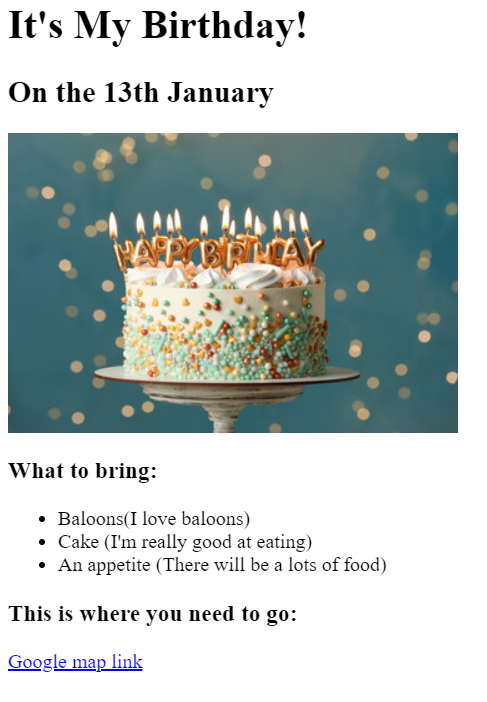 It's My Birthday!
On the 13th January
HAPPY BIRTHDAY
What to bring:
Baloons(I love baloons)
Cake (I'm really good at eating)
An appetite (There will be a lots of food)
This is where you need to go:
Google map link